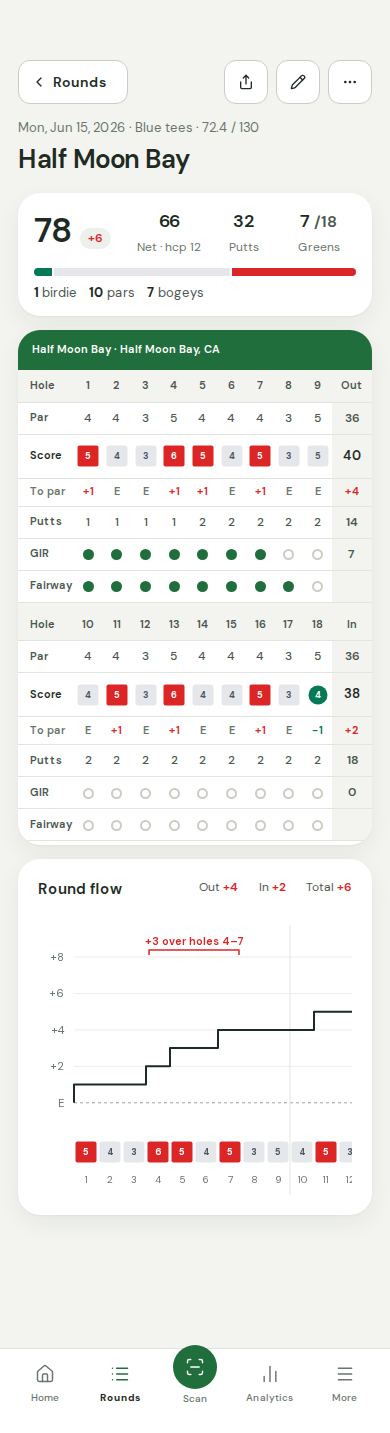 Rounds
Mon, Jun 15, 2026 · Blue tees · 72.4 / 130
Half Moon Bay
78 +6 66 32 7 /18
Net · hcp 12 Putts Greens
1 birdie 10 pars 7 bogeys
Half Moon Bay · Half Moon Bay, CA
Hole 1 2 3 4 5 6 7 8 9 Out
Par 4 4 3 5 4 4 4 3 5 36
Score 5 4 3 6 5 4 5 3 5 40
To par +1 E E +1 +1 E +1 E E +4
Putts 1 1 1 1 2 2 2 2 2 14
GIR 7
Fairway
Hole 10 11 12 13 14 15 16 17 18 In
Par 4 4 3 5 4 4 4 3 5 36
Score 4 5 3 6 4 4 5 3 4 38
To par E +1 E +1 E E +1 E -1 +2
Putts 2 2 2 2 2 2 2 2 2 18
GIR 0
Fairway
Round flow Out +4 In +2 Total +6
+3 over holes 4–7
+8
+6
+4
+2
E
5 4 3 6 5 4 5 3 5 4 5 3
1 2 3 4 5 6 7 8 9 10 11 12
Home Rounds Scan Analytics More